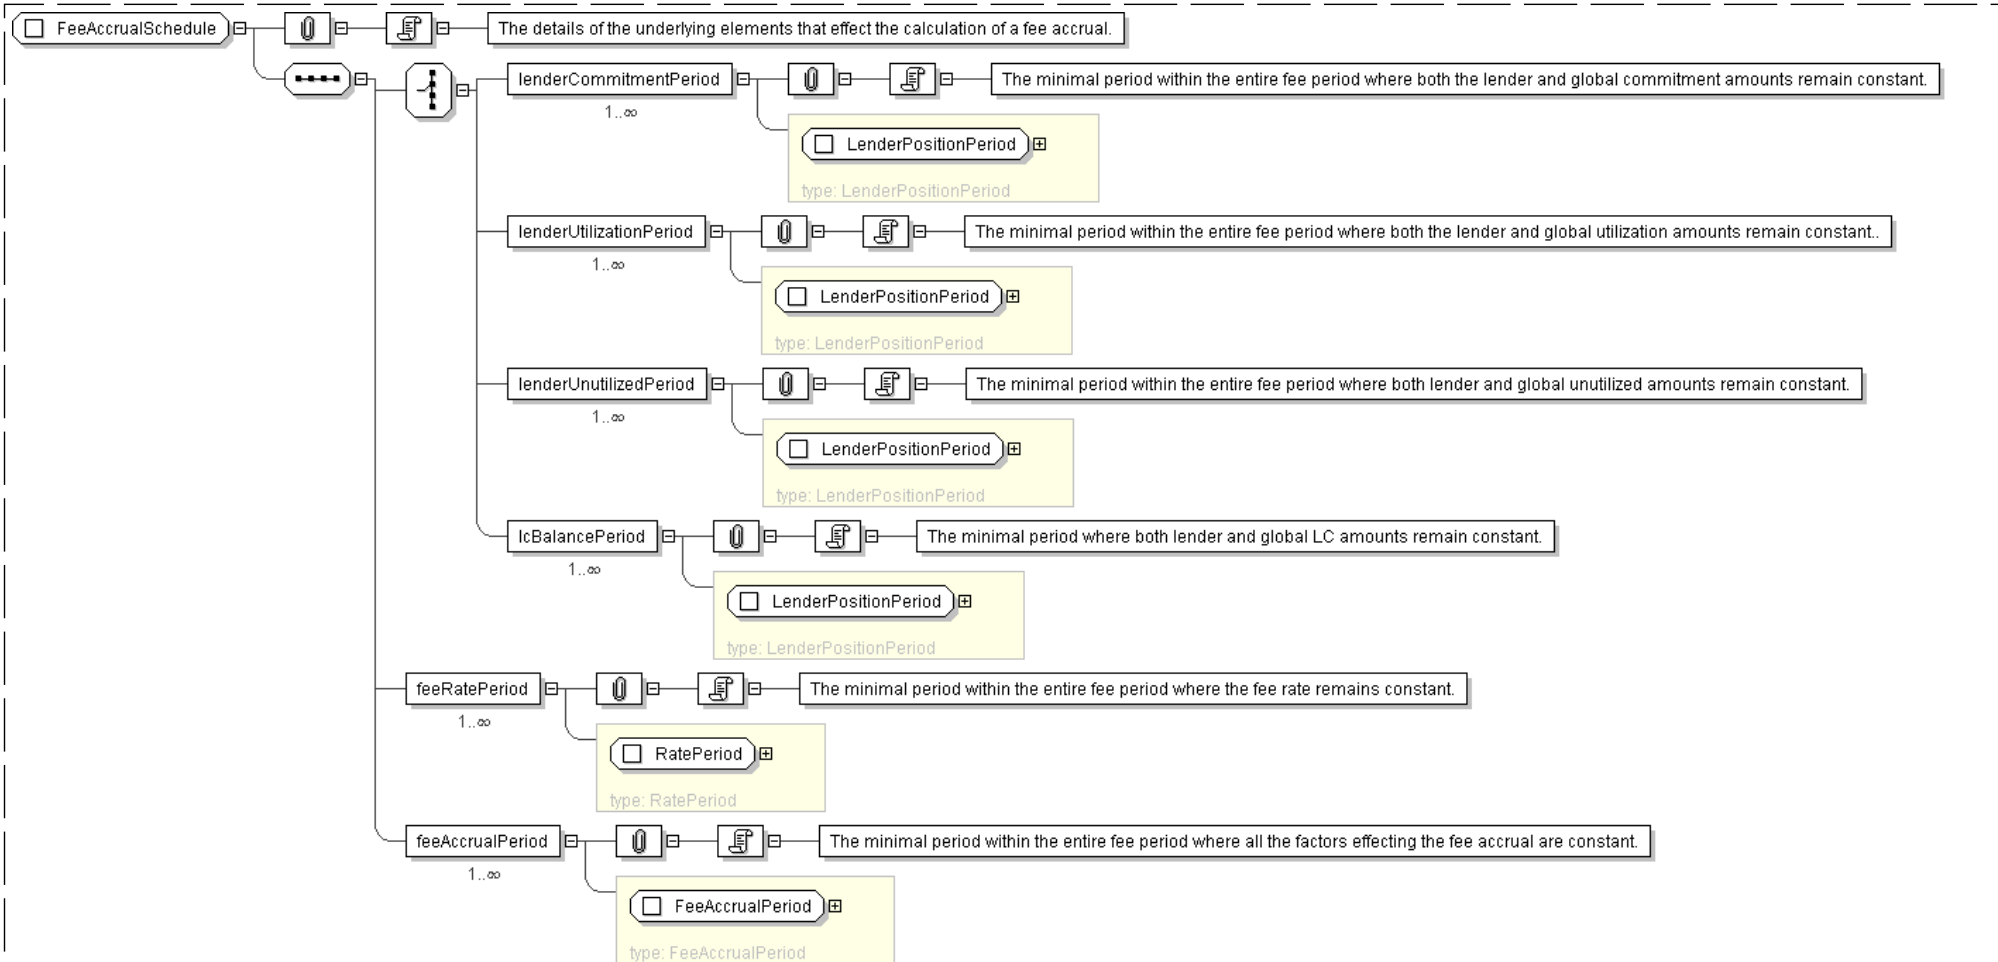 FeeAccrualSchedule
The details of the underlying elements that effect the calculation of a fee accrual.
lenderCommitmentPeriod
The minimal period within the entire fee period where both the lender and global commitment amounts remain constant.
1..∞
LenderPositionPeriod
type: LenderPositionPeriod
lenderUtilizationPeriod
The minimal period within the entire fee period where both the lender and global utilization amounts remain constant..
1..∞
LenderPositionPeriod
type: LenderPositionPeriod
lenderUnutilizedPeriod
The minimal period within the entire fee period where both lender and global unutilized amounts remain constant.
1..∞
LenderPositionPeriod
type: LenderPositionPeriod
lcBalancePeriod
The minimal period where both lender and global LC amounts remain constant.
1..∞
LenderPositionPeriod
type: LenderPositionPeriod
feeRatePeriod
The minimal period within the entire fee period where the fee rate remains constant.
1..∞
RatePeriod
type: RatePeriod
feeAccrualPeriod
The minimal period within the entire fee period where all the factors effecting the fee accrual are constant.
1..∞
FeeAccrualPeriod
type: FeeAccrualPeriod